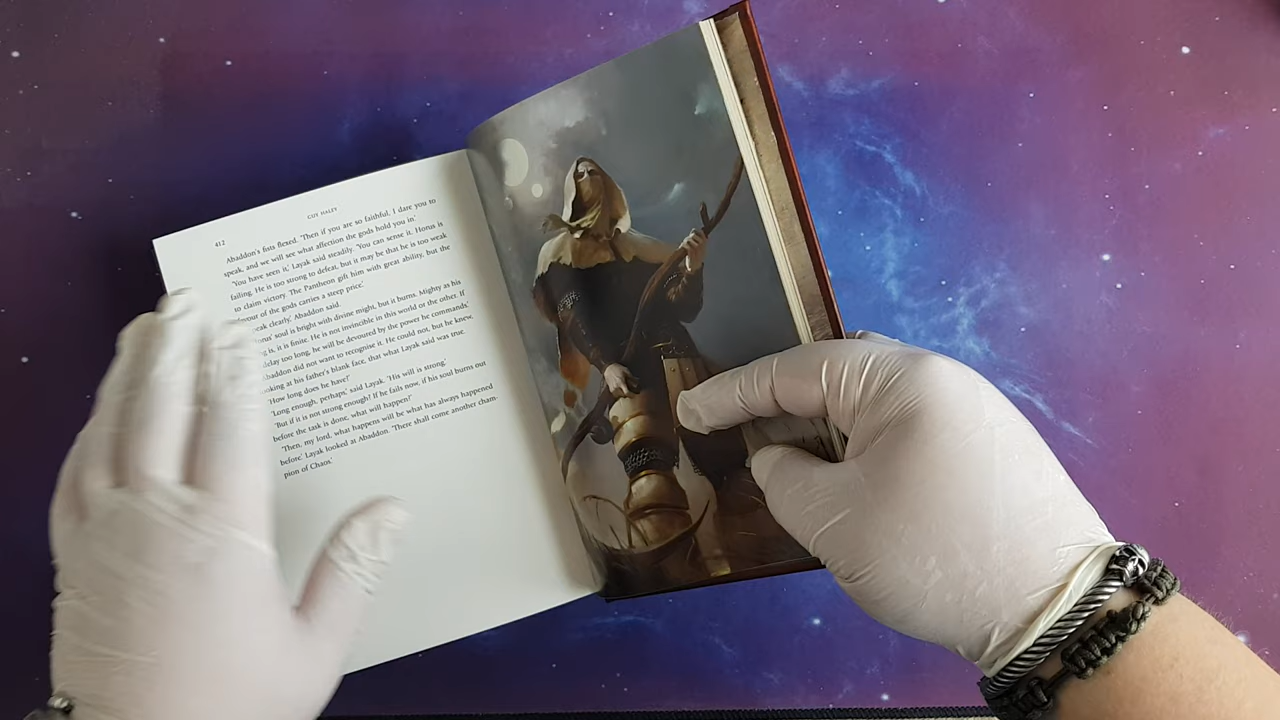 412
GUY HALEY
Abaddon's fists flexed. 'Then if you are so faithful, I dare you to
speak, and we will see what affection the gods hold you in.'
'You have seen it,' Layak said steadily. 'You can sense it. Horus is
failing. He is too strong to defeat, but it may be that he is too weak
to claim victory. The Pantheon gift him with great ability, but the
of the gods carries a steep price.'
clearly,' Abaddon said.
soul is bright with divine might, but it burns. Mighty as his
is, it is finite. He is not invincible in this world or the other. If
delay too long, he will be devoured by the power he commands.'
did not want to recognise it. He could not, but he knew,
at his father's blank face, that what Layak said was true.
'How long does he have?'
'Long enough, perhaps,' said Layak. 'His will is strong.'
'But if it is not strong enough? If he fails now, if his soul burns out
before the task is done, what will happen?'
'Then, my lord, what happens will be what has always happened
before.' Layak looked at Abaddon. 'There shall come another cham-
pion of Chaos.'